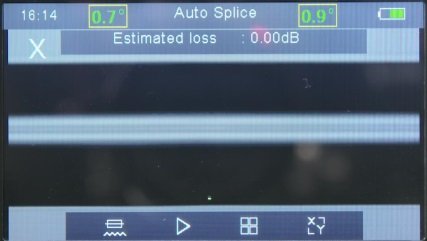 16:14 0.7° Auto Splice 0.9°
X Estimated loss : 0.00dB
X Y